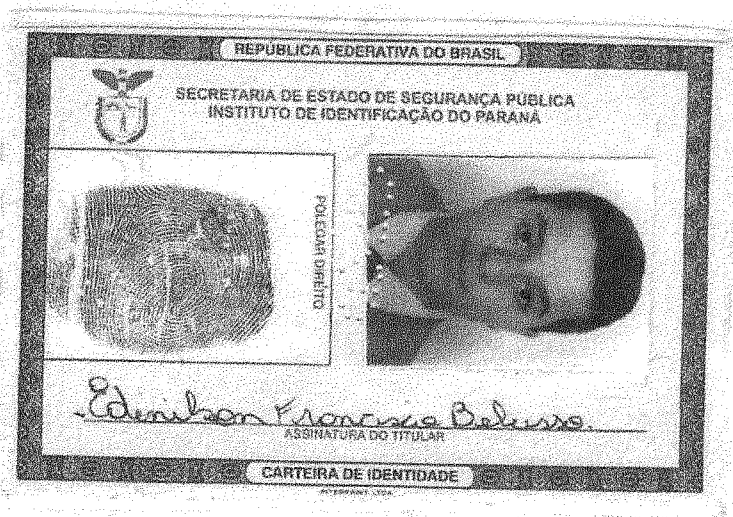 REPÚBLICA FEDERATIVA DO BRASIL
SECRETARIA DE ESTADO DE SEGURANÇA PÚBLICA
INSTITUTO DE IDENTIFICAÇÃO DO PARANÁ
POLEGAR DIREITO
Edenilson Francisco Belusso.
ASSINATURA DO TITULAR
CARTEIRA DE IDENTIDADE